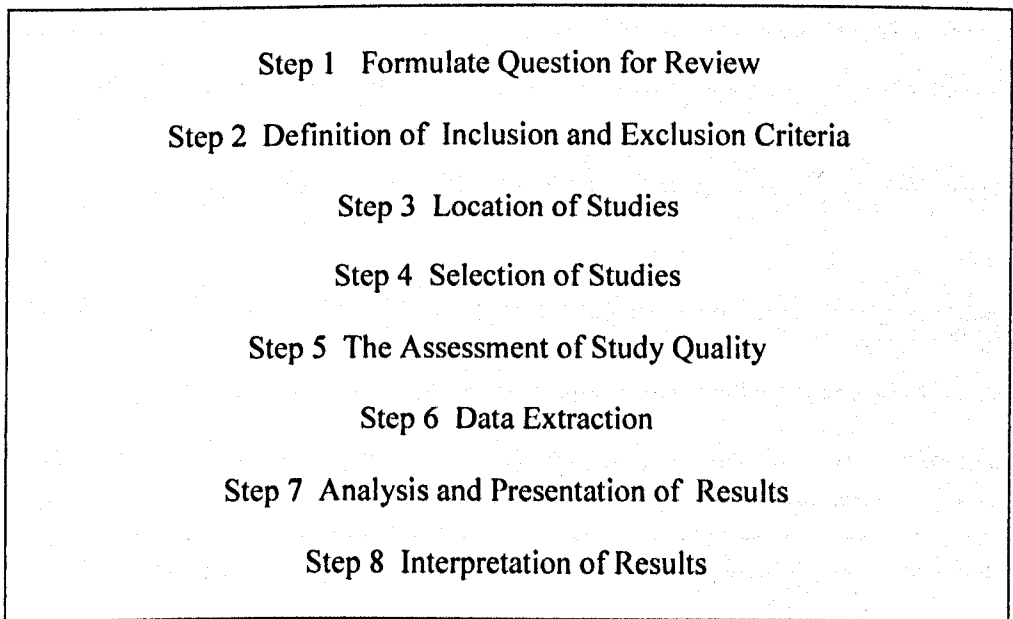 Step 1 Formulate Question for Review
Step 2 Definition of Inclusion and Exclusion Criteria
Step 3 Location of Studies
Step 4 Selection of Studies
Step 5 The Assessment of Study Quality
Step 6 Data Extraction
Step 7 Analysis and Presentation of Results
Step 8 Interpretation of Results